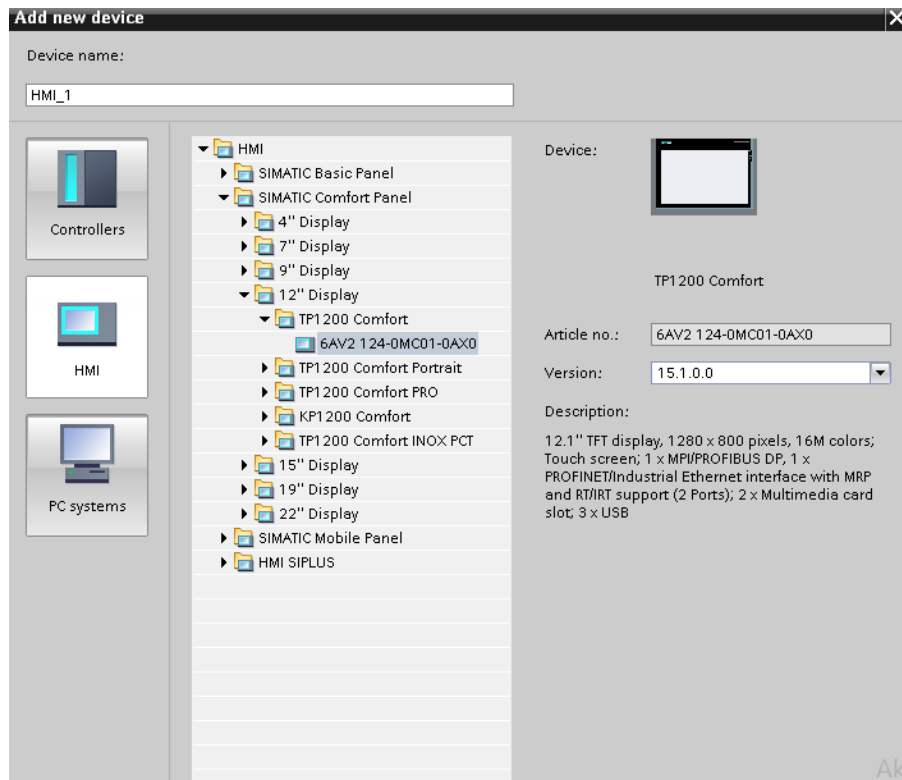 Add new device
Device name:
HMI_1
Controllers
HMI
PC systems
HMI
SIMATIC Basic Panel
SIMATIC Comfort Panel
4'' Display
7'' Display
9'' Display
12'' Display
TP1200 Comfort
6AV2 124-0MC01-0AX0
TP1200 Comfort Portrait
TP1200 Comfort PRO
KP1200 Comfort
TP1200 Comfort INOX PCT
15'' Display
19'' Display
22'' Display
SIMATIC Mobile Panel
HMI SIPLUS
Device:
TP1200 Comfort
Article no.: 6AV2 124-0MC01-0AX0
Version: 15.1.0.0
Description:
12.1'' TFT display, 1280 x 800 pixels, 16M colors;
Touch screen; 1 x MPI/PROFIBUS DP, 1 x
PROFINET/Industrial Ethernet interface with MRP
and RT/IRT support (2 Ports); 2 x Multimedia card
slot; 3 x USB
Ak